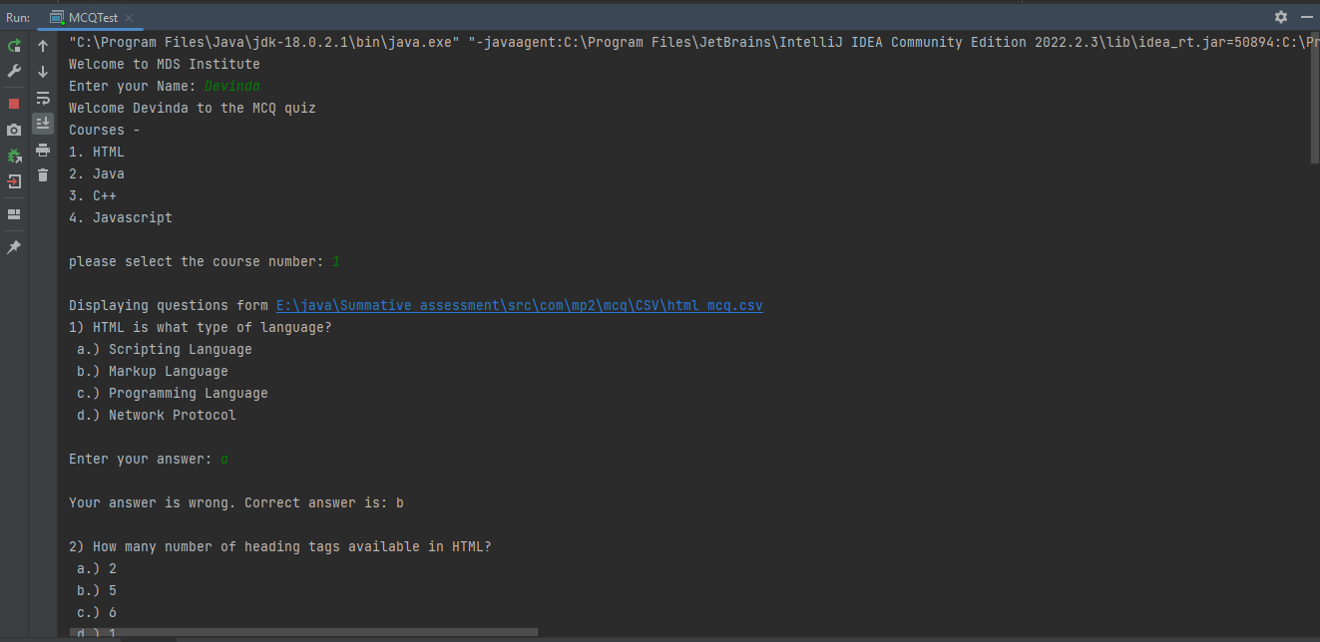 Run: MCQTest
"C:\Program Files\Java\jdk-18.0.2.1\bin\java.exe" "-javaagent:C:\Program Files\JetBrains\IntelliJ IDEA Community Edition 2022.2.3\lib\idea_rt.jar=50894:C:\Pr
Welcome to MDS Institute
Enter your Name: Devinda
Welcome Devinda to the MCQ quiz
Courses -
1. HTML
2. Java
3. C++
4. Javascript
please select the course number: 1
Displaying questions form E:\java\Summative assessment\src\com\mp2\mcq\CSV\html mcq.csv
1) HTML is what type of language?
a.) Scripting Language
b.) Markup Language
c.) Programming Language
d.) Network Protocol
Enter your answer: a
Your answer is wrong. Correct answer is: b
2) How many number of heading tags available in HTML?
a.) 2
b.) 5
c.) 6
d.) 1